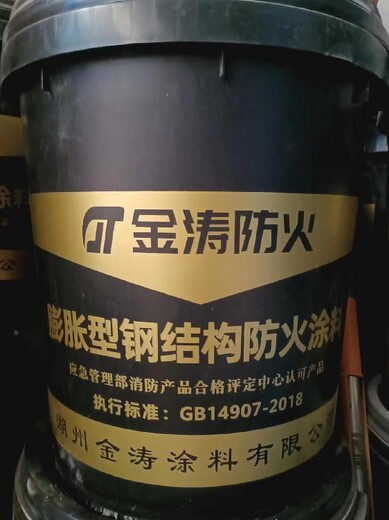 金涛防火
膨胀型钢结构防火涂料
应急管理部消防产品合格评定中心认可产品
执行标准：GB14907-2018
湖州金涛涂料有限公